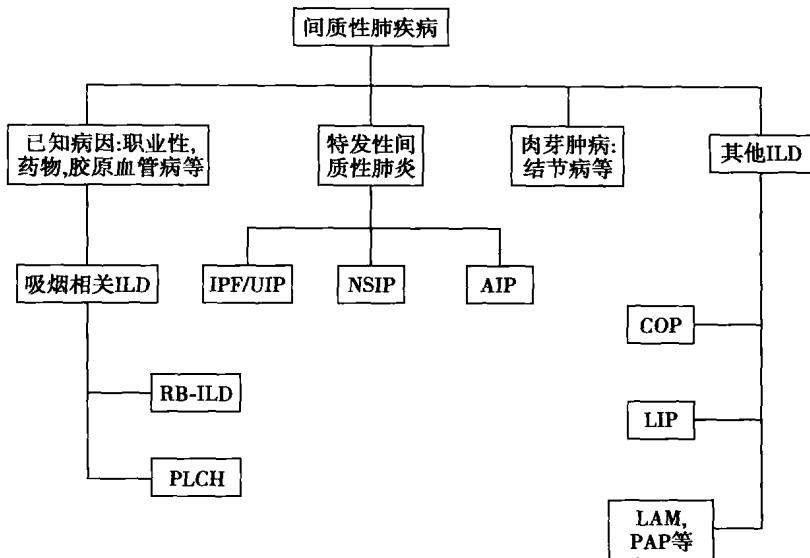 间质性肺疾病
已知病因:职业性,
药物,胶原血管病等
特发性间
质性肺炎
肉芽肿病:
结节病等
其他ILD
吸烟相关ILD
IPF/UIP
NSIP
AIP
COP
RB-ILD
LIP
PLCH
LAM,
PAP等